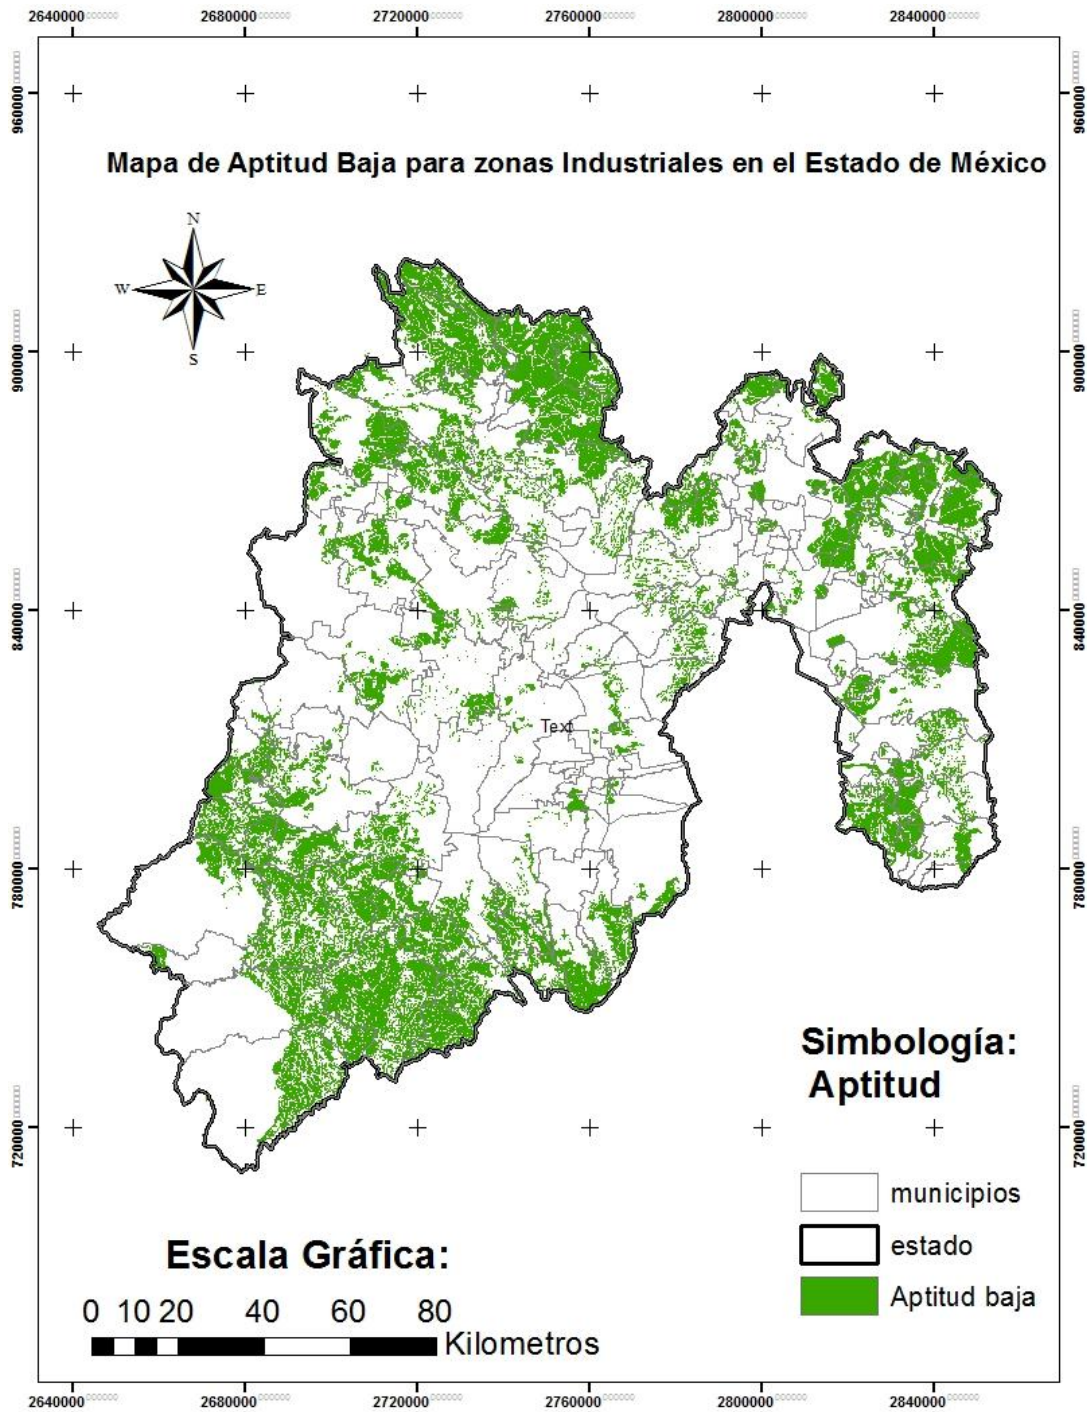 2640000 2680000 2720000 2760000 2800000 2840000
960000 960000
Mapa de Aptitud Baja para zonas Industriales en el Estado de México
N
W E
S
900000 900000
840000 840000
Text
780000 780000
Simbología:
Aptitud
720000 720000
municipios
estado
Aptitud baja
Escala Gráfica:
0 10 20 40 60 80
Kilometros
2640000 2680000 2720000 2760000 2800000 2840000